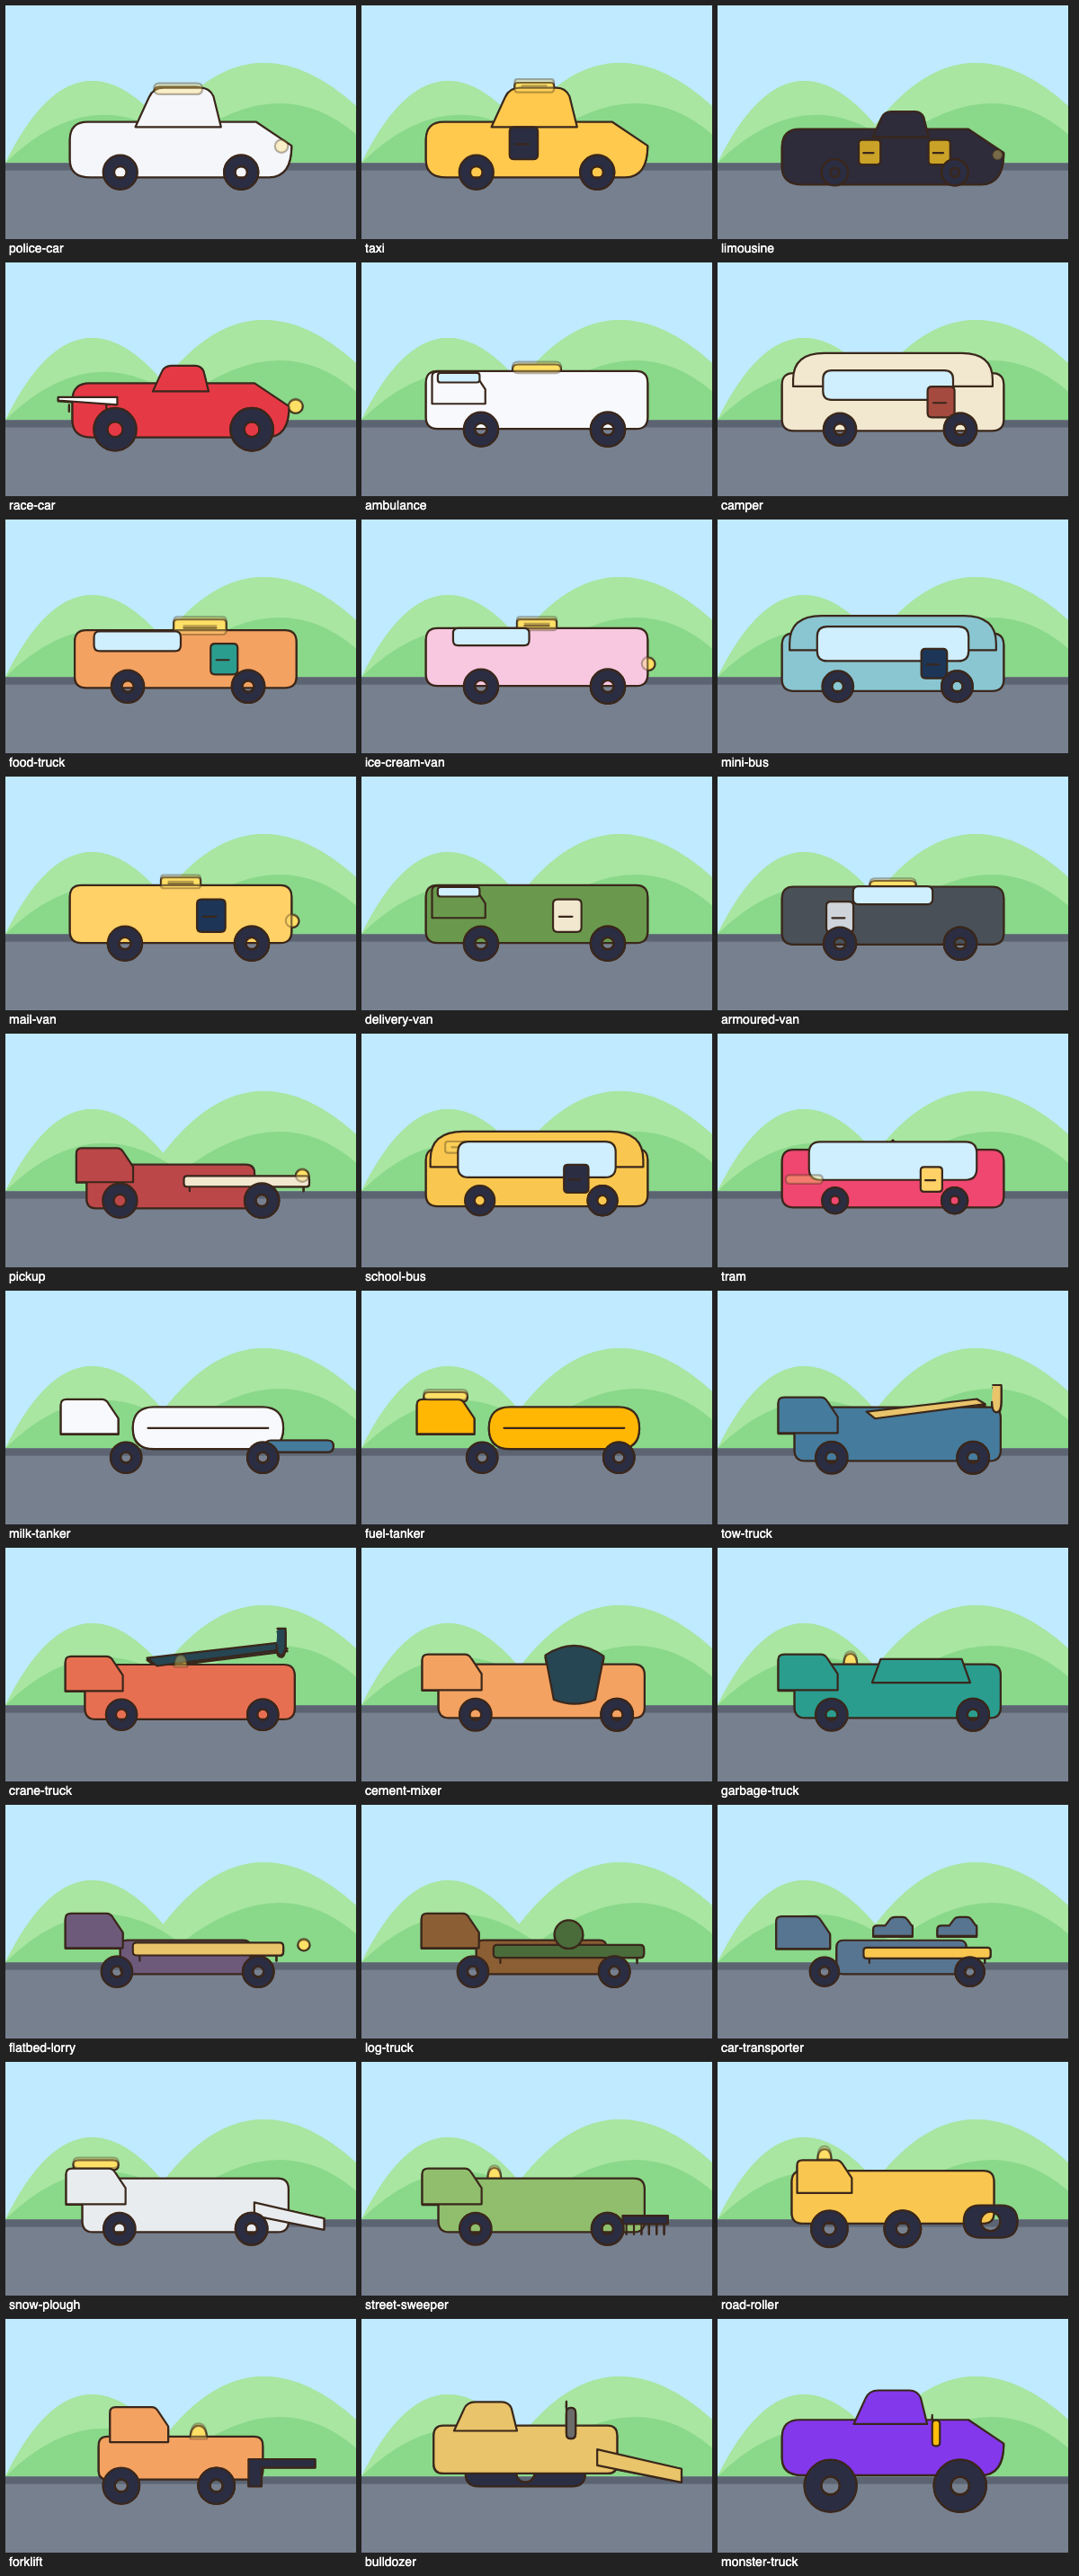 police-car
taxi
limousine
race-car
ambulance
camper
food-truck
ice-cream-van
mini-bus
mail-van
delivery-van
armoured-van
pickup
school-bus
tram
milk-tanker
fuel-tanker
tow-truck
crane-truck
cement-mixer
garbage-truck
flatbed-lorry
log-truck
car-transporter
snow-plough
street-sweeper
road-roller
forklift
bulldozer
monster-truck